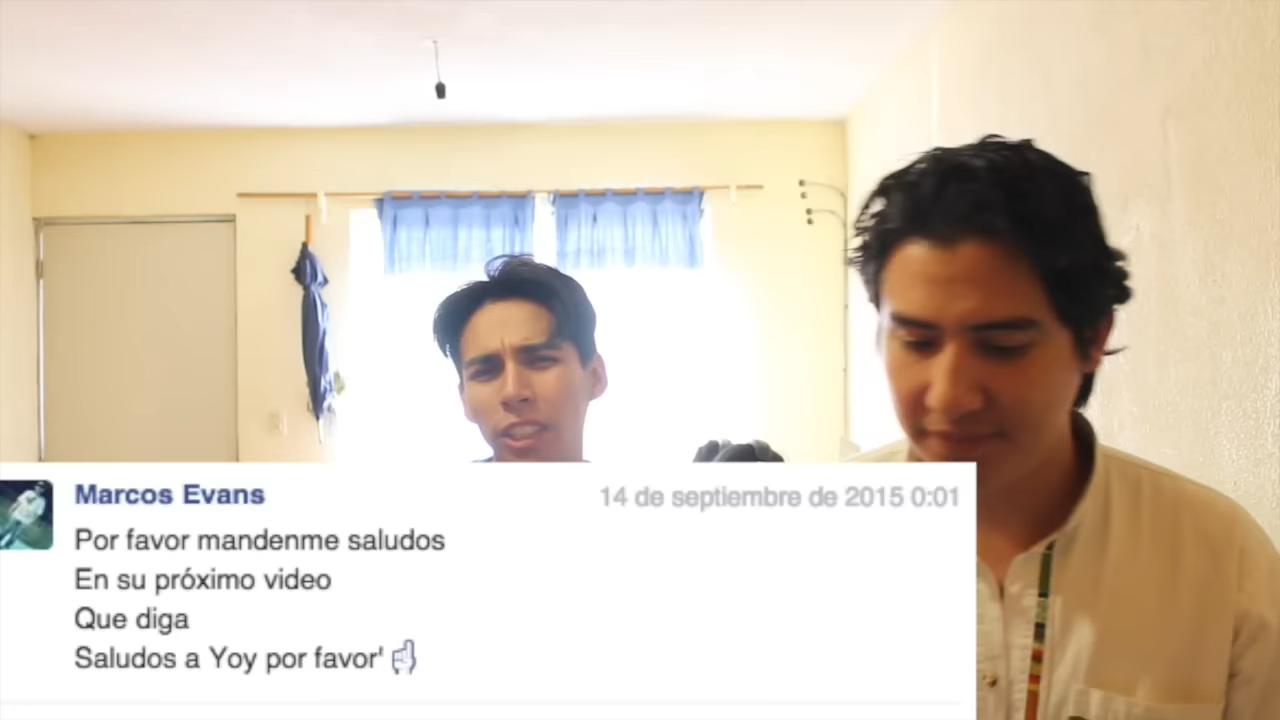 Marcos Evans 14 de septiembre de 2015 0:01
Por favor mandenme saludos
En su próximo video
Que diga
Saludos a Yoy por favor' ☝